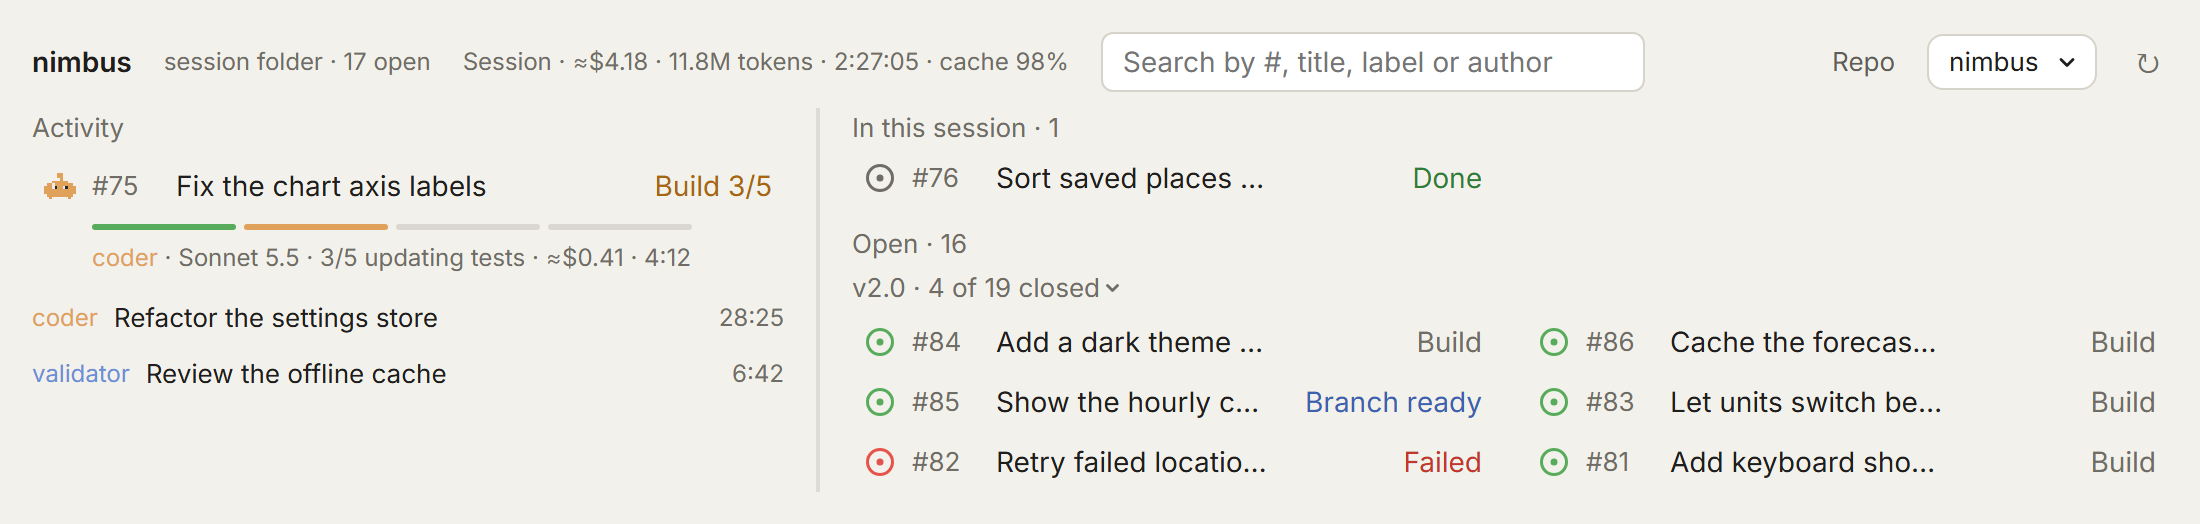 nimbus session folder · 17 open Session · ≈$4.18 · 11.8M tokens · 2:27:05 · cache 98% Search by #, title, label or author Repo nimbus
Activity
#75 Fix the chart axis labels Build 3/5
coder · Sonnet 5.5 · 3/5 updating tests · ≈$0.41 · 4:12
coder Refactor the settings store 28:25
validator Review the offline cache 6:42
In this session · 1
#76 Sort saved places ... Done
Open · 16
v2.0 · 4 of 19 closed
#84 Add a dark theme ... Build #86 Cache the forecas... Build
#85 Show the hourly c... Branch ready #83 Let units switch be... Build
#82 Retry failed locatio... Failed #81 Add keyboard sho... Build